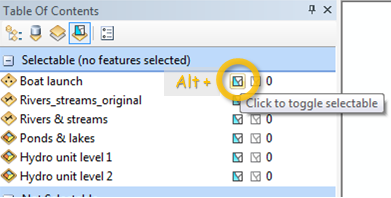 Table Of Contents
Selectable (no features selected)
Boat launch Alt + 0
Rivers_streams_original
Click to toggle selectable
Rivers & streams 0
Ponds & lakes 0
Hydro unit level 1 0
Hydro unit level 2 0